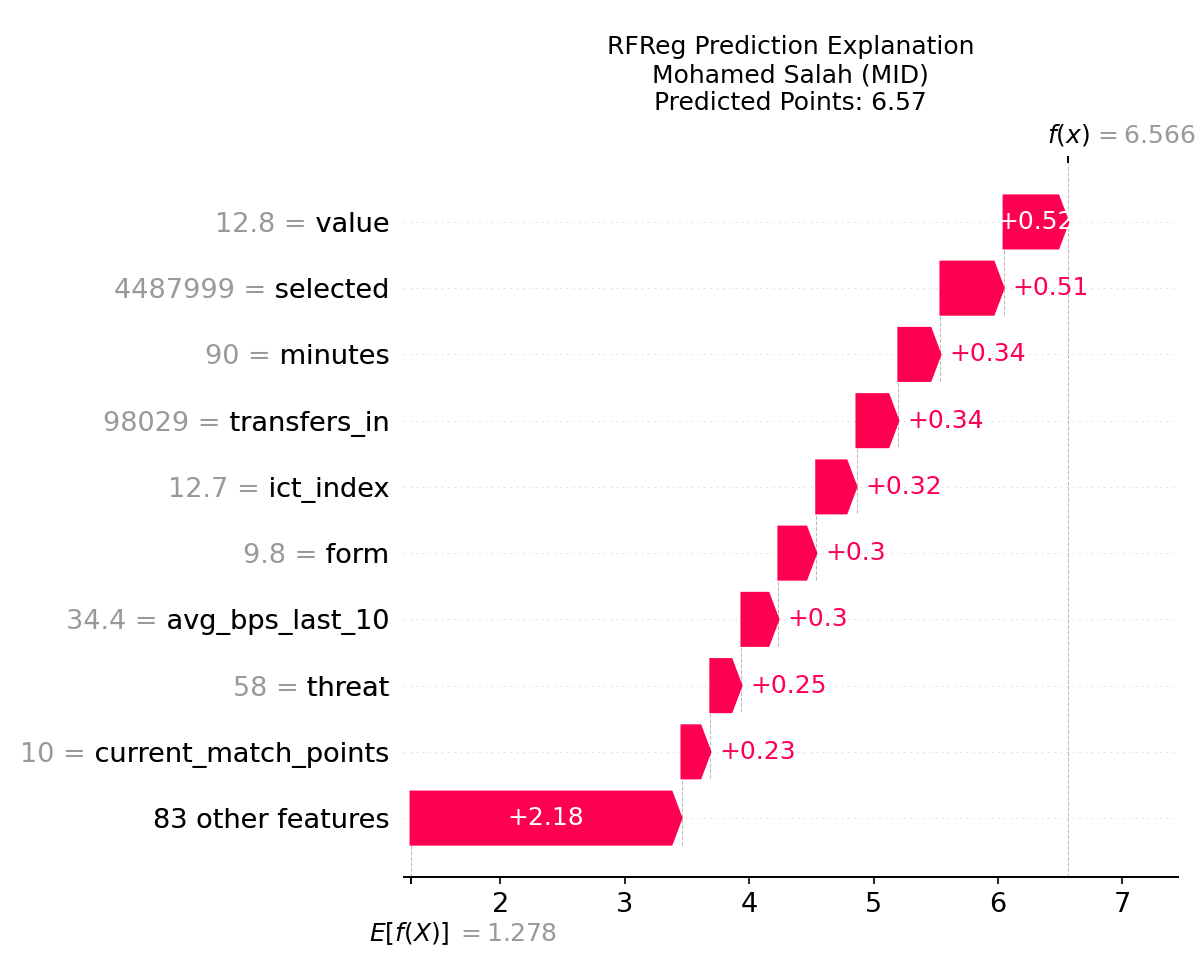 RFReg Prediction Explanation
Mohamed Salah (MID)
Predicted Points: 6.57
f(x) = 6.566
12.8 = value
+0.52
4487999 = selected
+0.51
90 = minutes
+0.34
98029 = transfers_in
+0.34
12.7 = ict_index
+0.32
9.8 = form
+0.3
34.4 = avg_bps_last_10
+0.3
58 = threat
+0.25
10 = current_match_points
+0.23
83 other features
+2.18
2 3 4 5 6 7
E[f(X)] = 1.278